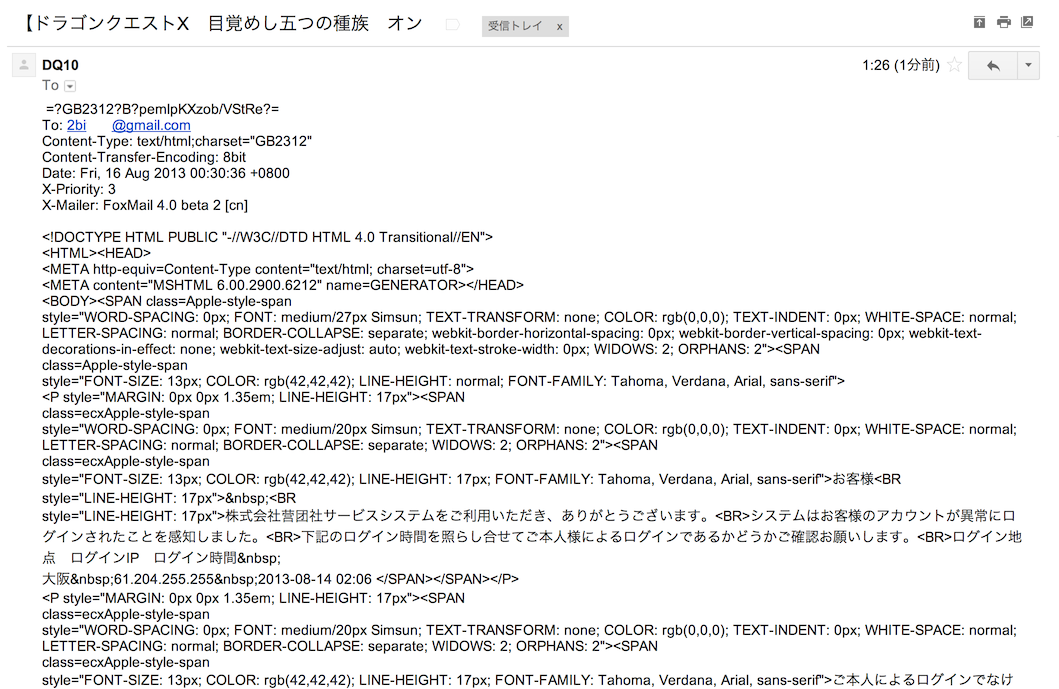 【ドラゴンクエストX　目覚めし五つの種族　オン
受信トレイ x
DQ10
1:26 (1分前)
To
=?GB2312?B?pemlpKXzob/VStRe?=
To: 2bi @gmail.com
Content-Type: text/html;charset="GB2312"
Content-Transfer-Encoding: 8bit
Date: Fri, 16 Aug 2013 00:30:36 +0800
X-Priority: 3
X-Mailer: FoxMail 4.0 beta 2 [cn]
<!DOCTYPE HTML PUBLIC "-//W3C//DTD HTML 4.0 Transitional//EN">
<HTML><HEAD>
<META http-equiv=Content-Type content="text/html; charset=utf-8">
<META content="MSHTML 6.00.2900.6212" name=GENERATOR></HEAD>
<BODY><SPAN class=Apple-style-span
style="WORD-SPACING: 0px; FONT: medium/27px Simsun; TEXT-TRANSFORM: none; COLOR: rgb(0,0,0); TEXT-INDENT: 0px; WHITE-SPACE: normal;
LETTER-SPACING: normal; BORDER-COLLAPSE: separate; webkit-border-horizontal-spacing: 0px; webkit-border-vertical-spacing: 0px; webkit-text-
decorations-in-effect: none; webkit-text-size-adjust: auto; webkit-text-stroke-width: 0px; WIDOWS: 2; ORPHANS: 2"><SPAN
class=Apple-style-span
style="FONT-SIZE: 13px; COLOR: rgb(42,42,42); LINE-HEIGHT: normal; FONT-FAMILY: Tahoma, Verdana, Arial, sans-serif">
<P style="MARGIN: 0px 0px 1.35em; LINE-HEIGHT: 17px"><SPAN
class=ecxApple-style-span
style="WORD-SPACING: 0px; FONT: medium/20px Simsun; TEXT-TRANSFORM: none; COLOR: rgb(0,0,0); TEXT-INDENT: 0px; WHITE-SPACE: normal;
LETTER-SPACING: normal; BORDER-COLLAPSE: separate; WIDOWS: 2; ORPHANS: 2"><SPAN
class=ecxApple-style-span
style="FONT-SIZE: 13px; COLOR: rgb(42,42,42); LINE-HEIGHT: 17px; FONT-FAMILY: Tahoma, Verdana, Arial, sans-serif">お客様<BR
style="LINE-HEIGHT: 17px">&nbsp;<BR
style="LINE-HEIGHT: 17px">株式会社営団社サービスシステムをご利用いただき、ありがとうございます。<BR>システムはお客様のアカウントが異常にロ
グインされたことを感知しました。<BR>下記のログイン時間を照らし合せてご本人様によるログインであるかどうかご確認お願いします。<BR>ログイン地
点　ログインIP　ログイン時間&nbsp;
大阪&nbsp;61.204.255.255&nbsp;2013-08-14 02:06 </SPAN></SPAN></P>
<P style="MARGIN: 0px 0px 1.35em; LINE-HEIGHT: 17px"><SPAN
class=ecxApple-style-span
style="WORD-SPACING: 0px; FONT: medium/20px Simsun; TEXT-TRANSFORM: none; COLOR: rgb(0,0,0); TEXT-INDENT: 0px; WHITE-SPACE: normal;
LETTER-SPACING: normal; BORDER-COLLAPSE: separate; WIDOWS: 2; ORPHANS: 2"><SPAN
class=ecxApple-style-span
style="FONT-SIZE: 13px; COLOR: rgb(42,42,42); LINE-HEIGHT: 17px; FONT-FAMILY: Tahoma, Verdana, Arial, sans-serif">ご本人によるログインでなけ